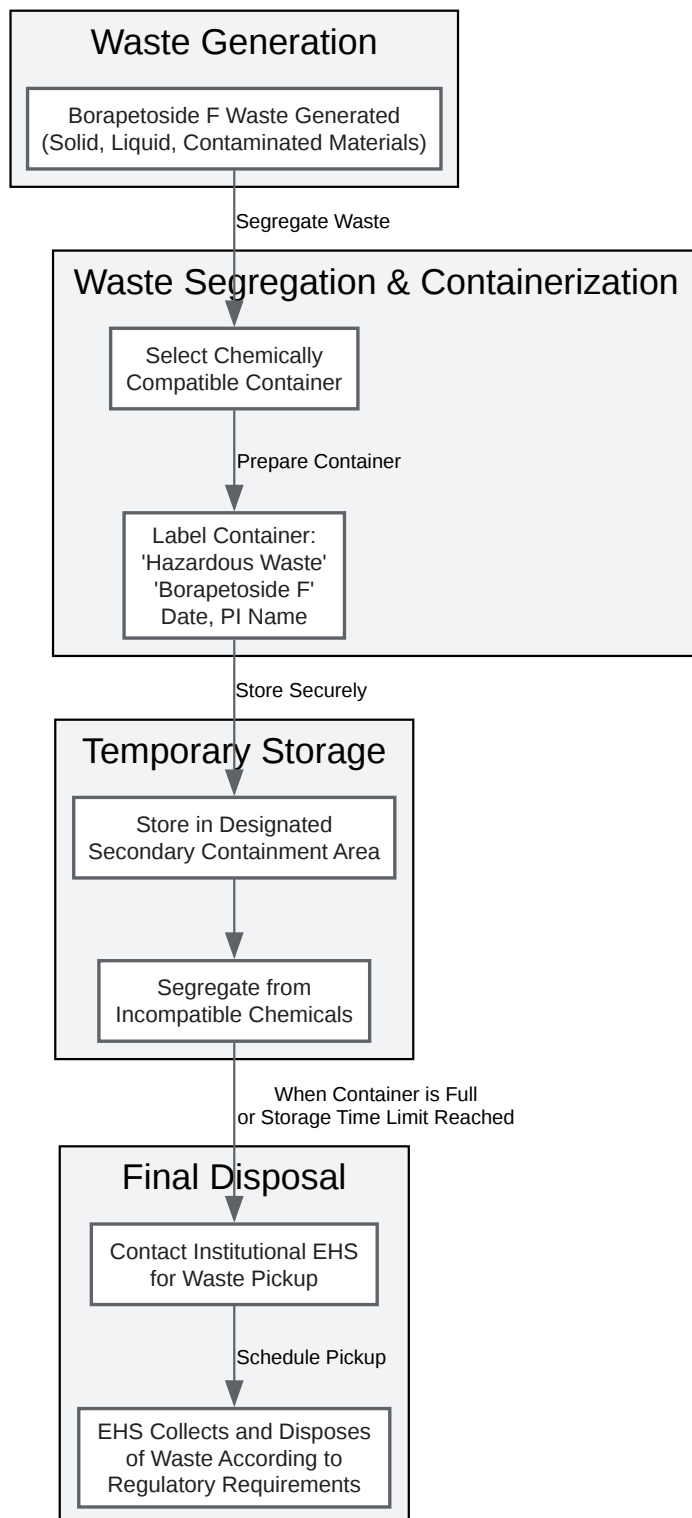 Waste Generation
Borapetoside F Waste Generated
(Solid, Liquid, Contaminated Materials)
Segregate Waste
Waste Segregation & Containerization
Select Chemically
Compatible Container
Prepare Container
Label Container:
'Hazardous Waste'
'Borapetoside F'
Date, PI Name
Store Securely
Temporary Storage
Store in Designated
Secondary Containment Area
Segregate from
Incompatible Chemicals
When Container is Full
or Storage Time Limit Reached
Final Disposal
Contact Institutional EHS
for Waste Pickup
Schedule Pickup
EHS Collects and Disposes
of Waste According to
Regulatory Requirements